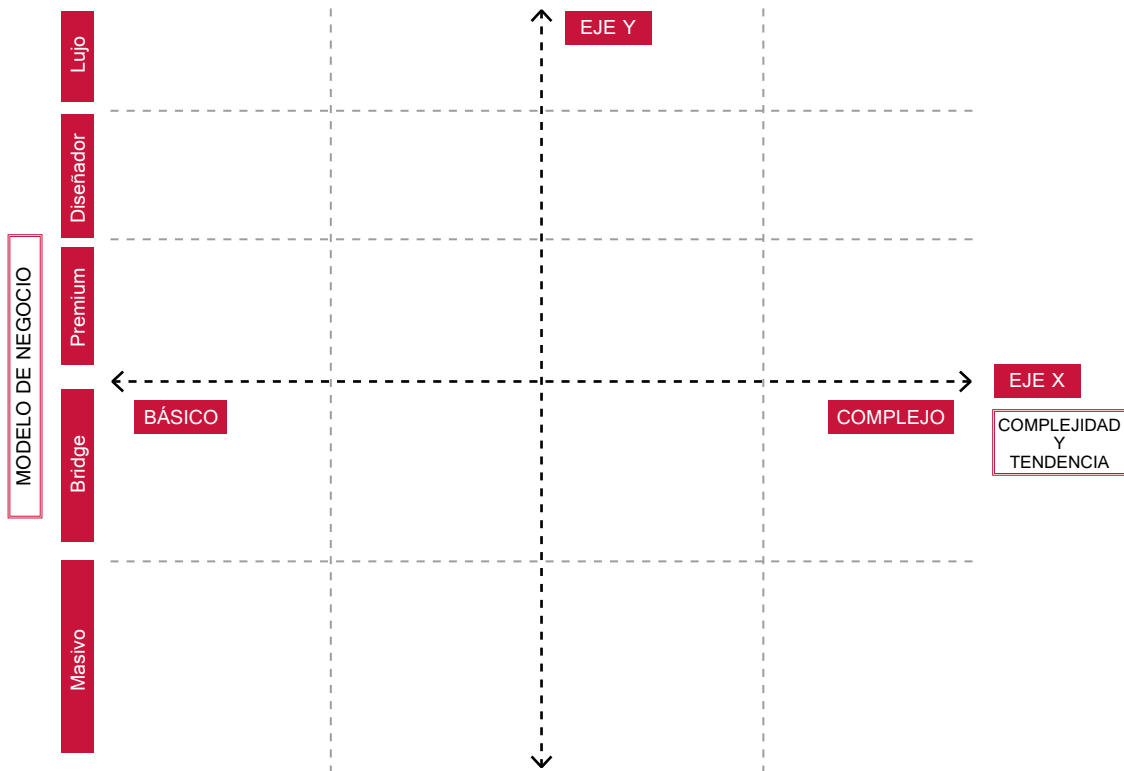 Lujo
EJE Y
Diseñador
MODELO DE NEGOCIO
Premium
EJE X
BÁSICO
COMPLEJO
COMPLEJIDAD
Y
TENDENCIA
Bridge
Masivo